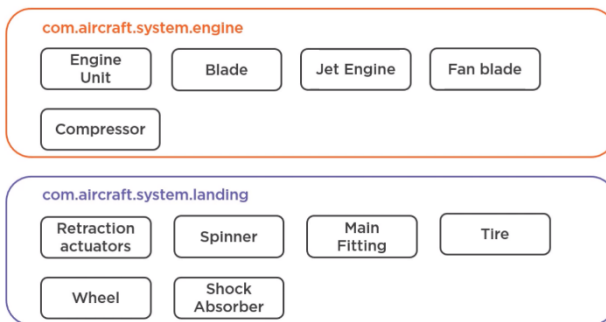 com.aircraft.system.engine
Engine
Unit
Blade
Jet Engine
Fan blade
Compressor
com.aircraft.system.landing
Retraction
actuators
Spinner
Main
Fitting
Tire
Wheel
Shock
Absorber